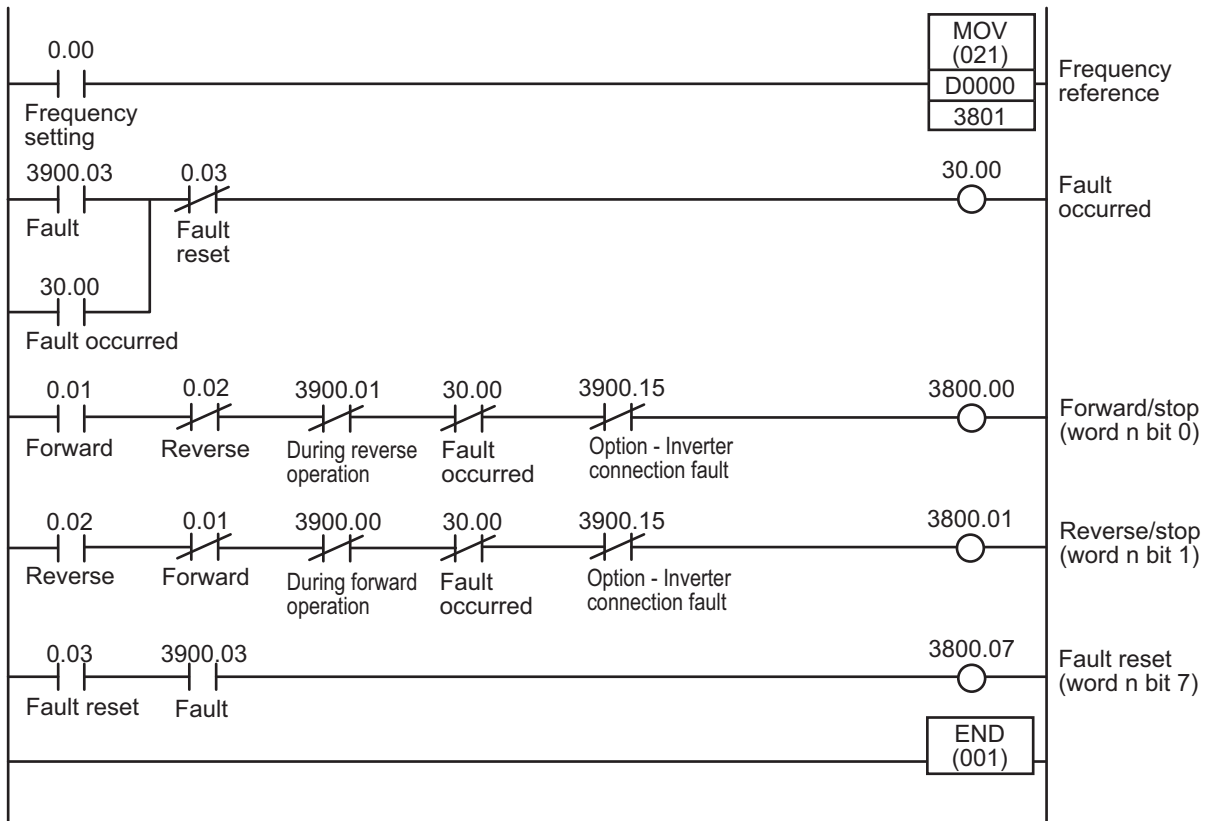 0.00
Frequency
setting
MOV
(021)
D0000
3801
Frequency
reference
3900.03
Fault
0.03
Fault
reset
30.00
Fault
occurred
30.00
Fault occurred
0.01
Forward
0.02
Reverse
3900.01
During reverse
operation
30.00
Fault
occurred
3900.15
Option - Inverter
connection fault
3800.00
Forward/stop
(word n bit 0)
0.02
Reverse
0.01
Forward
3900.00
During forward
operation
30.00
Fault
occurred
3900.15
Option - Inverter
connection fault
3800.01
Reverse/stop
(word n bit 1)
0.03
Fault reset
3900.03
Fault
3800.07
Fault reset
(word n bit 7)
END
(001)